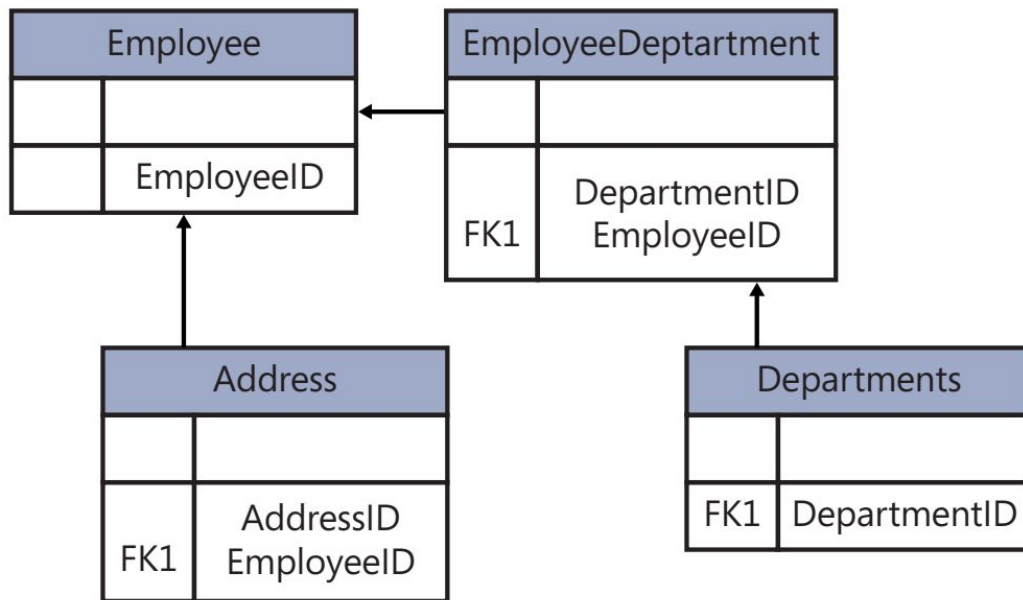 Employee
EmployeeID
EmployeeDeptartment
DepartmentID
FK1 EmployeeID
Address
AddressID
FK1 EmployeeID
Departments
FK1 DepartmentID